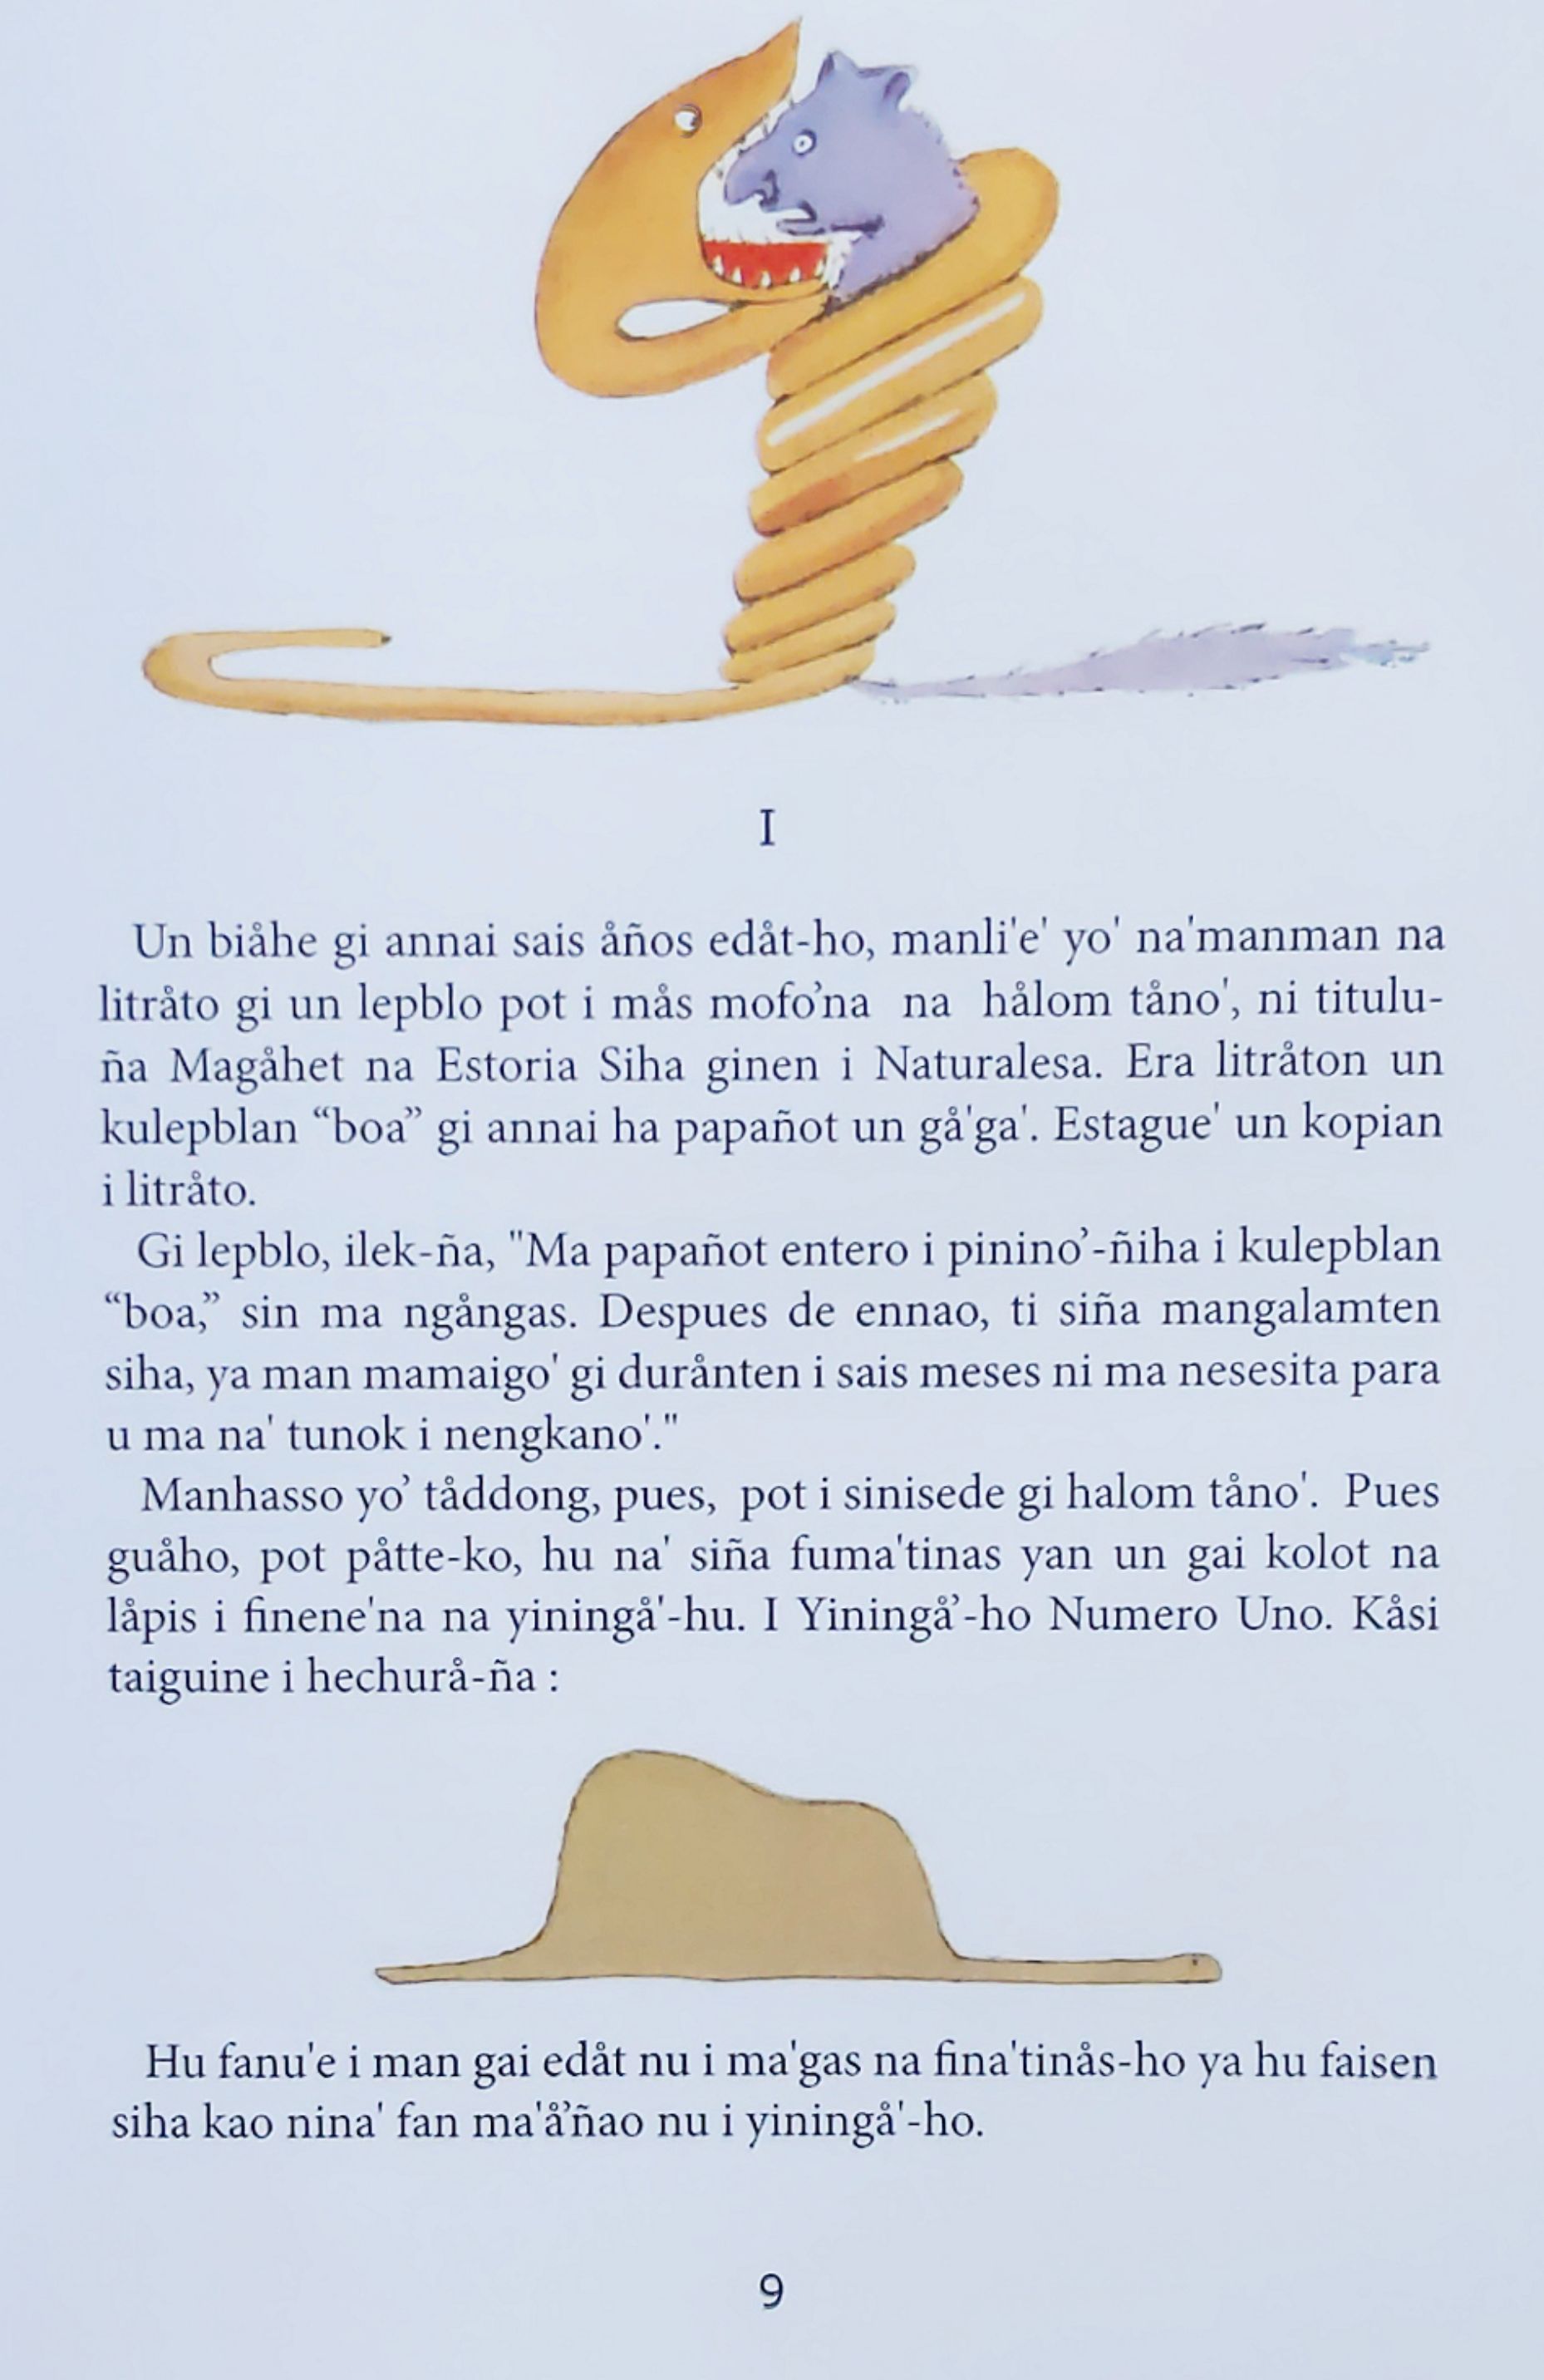 I
Un biåhe gi annai sais åños edåt-ho, manli'e' yo' na'manman na
litråto gi un lepblo pot i mås mofo’na na hålom tåno', ni titulu-
ña Magåhet na Estoria Siha ginen i Naturalesa. Era litråton un
kulepblan “boa” gi annai ha papañot un gå'ga'. Estague' un kopian
i litråto.
Gi lepblo, ilek-ña, "Ma papañot entero i pinino’-ñiha i kulepblan
“boa,” sin ma ngångas. Despues de ennao, ti siña mangalamten
siha, ya man mamaigo' gi durånten i sais meses ni ma nesesita para
u ma na' tunok i nengkano'."
Manhasso yo’ tåddong, pues, pot i sinisede gi halom tåno'. Pues
guåho, pot påtte-ko, hu na' siña fuma'tinas yan un gai kolot na
låpis i finene'na na yiningå'-hu. I Yiningå’-ho Numero Uno. Kåsi
taiguine i hechurå-ña :
Hu fanu'e i man gai edåt nu i ma'gas na fina'tinås-ho ya hu faisen
siha kao nina' fan ma'å’ñao nu i yiningå'-ho.
9